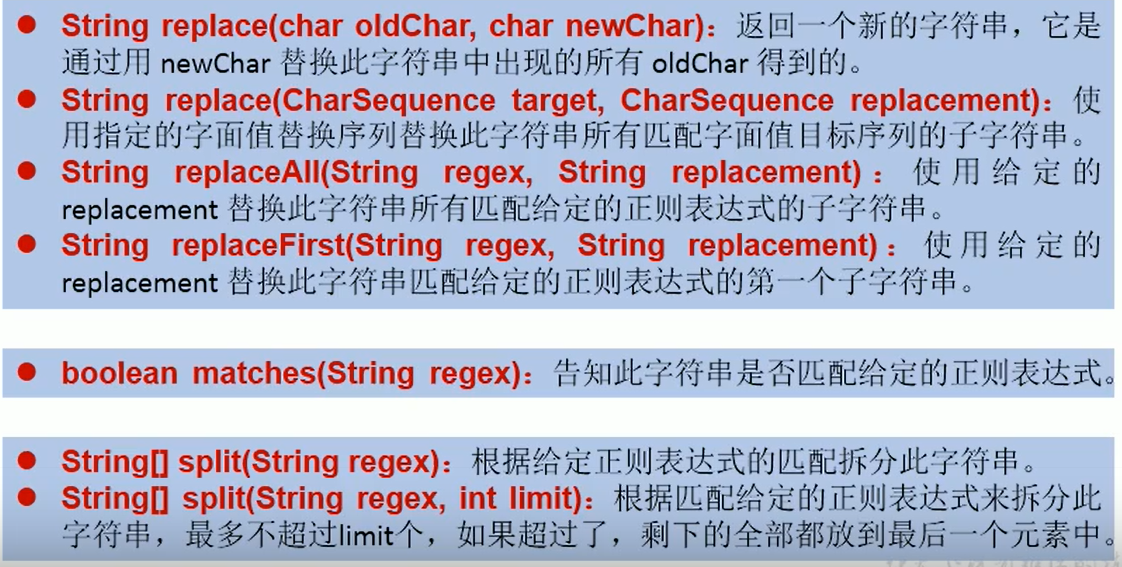 ● String replace(char oldChar, char newChar)：返回一个新的字符串，它是
通过用 newChar 替换此字符串中出现的所有 oldChar 得到的。
● String replace(CharSequence target, CharSequence replacement)：使
用指定的字面值替换序列替换此字符串所有匹配字面值目标序列的子字符串。
● String replaceAll(String regex, String replacement)：使用给定的
replacement 替换此字符串所有匹配给定的正则表达式的子字符串。
● String replaceFirst(String regex, String replacement)：使用给定的
replacement 替换此字符串匹配给定的正则表达式的第一个子字符串。
● boolean matches(String regex)：告知此字符串是否匹配给定的正则表达式。
● String[] split(String regex)：根据给定正则表达式的匹配拆分此字符串。
● String[] split(String regex, int limit)：根据匹配给定的正则表达式来拆分此
字符串，最多不超过limit个，如果超过了，剩下的全部都放到最后一个元素中。